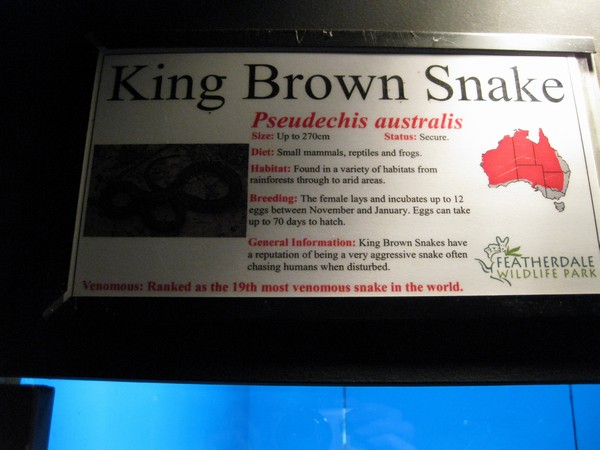 King Brown Snake
Pseudechis australis
Size: Up to 270cm Status: Secure.
Diet: Small mammals, reptiles and frogs.
Habitat: Found in a variety of habitats from
rainforests through to arid areas.
Breeding: The female lays and incubates up to 12
eggs between November and January. Eggs can take
up to 70 days to hatch.
General Information: King Brown Snakes have
a reputation of being a very aggressive snake often
chasing humans when disturbed.
FEATHERDALE
WILDLIFE PARK
Venomous: Ranked as the 19th most venomous snake in the world.